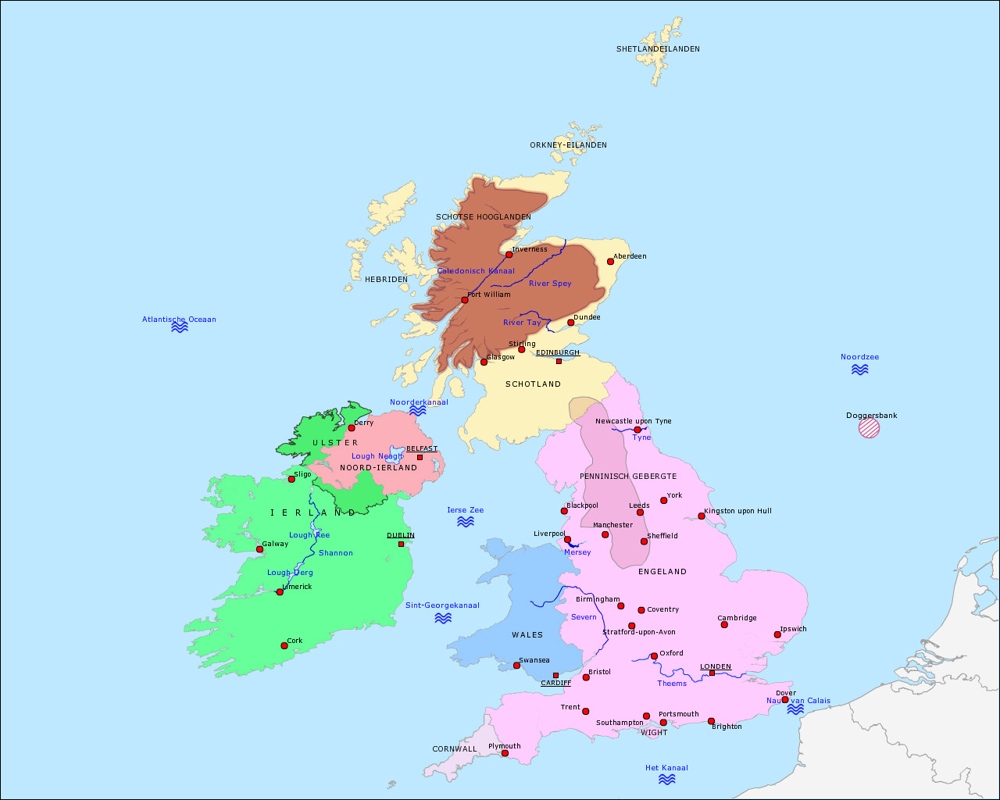 SHETLANDEILANDEN
ORKNEY-EILANDEN
SCHOTSE HOOGLANDEN
Inverness
Aberdeen
Caledonisch Kanaal
HEBRIDEN
River Spey
Fort William
Atlantische Oceaan
River Tay
Dundee
Stirling
EDINBURGH
Glasgow
Noordzee
SCHOTLAND
Noorderkanaal
Doggersbank
Derry
Newcastle upon Tyne
Tyne
ULSTER
BELFAST
Lough Neagh
NOORD-IERLAND
Sligo
PENNINISCH GEBERGTE
York
Blackpool
Leeds
Kingston upon Hull
Ierse Zee
IERLAND
Manchester
Liverpool
Sheffield
Lough Ree
DUBLIN
Galway
Shannon
Mersey
Lough Derg
ENGELAND
Limerick
Birmingham
Sint-Georgekanaal
Coventry
Severn
Cambridge
Ipswich
Stratford-upon-Avon
WALES
Cork
Oxford
Swansea
LONDEN
Bristol
CARDIFF
Theems
Dover
Nauw van Calais
Trent
Portsmouth
Southampton
Brighton
WIGHT
CORNWALL
Plymouth
Het Kanaal